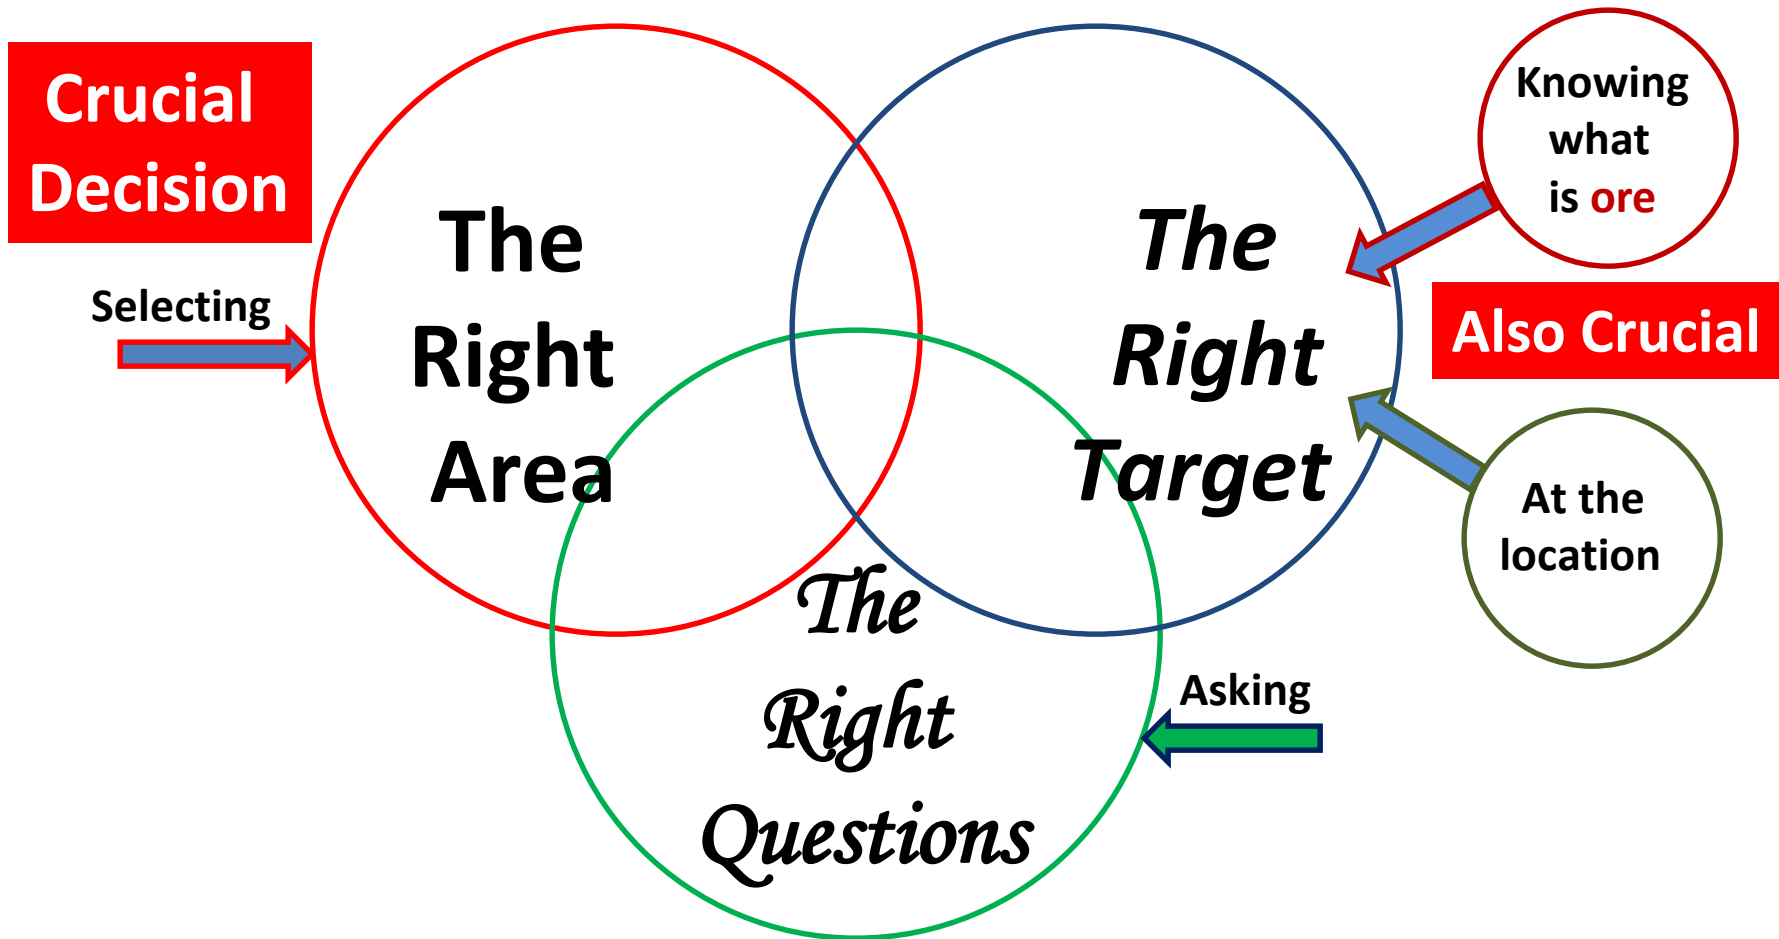 Crucial
Decision
Selecting
The
Right
Area
The
Right
Target
Knowing
what
is ore
Also Crucial
At the
location
The
Right
Questions
Asking